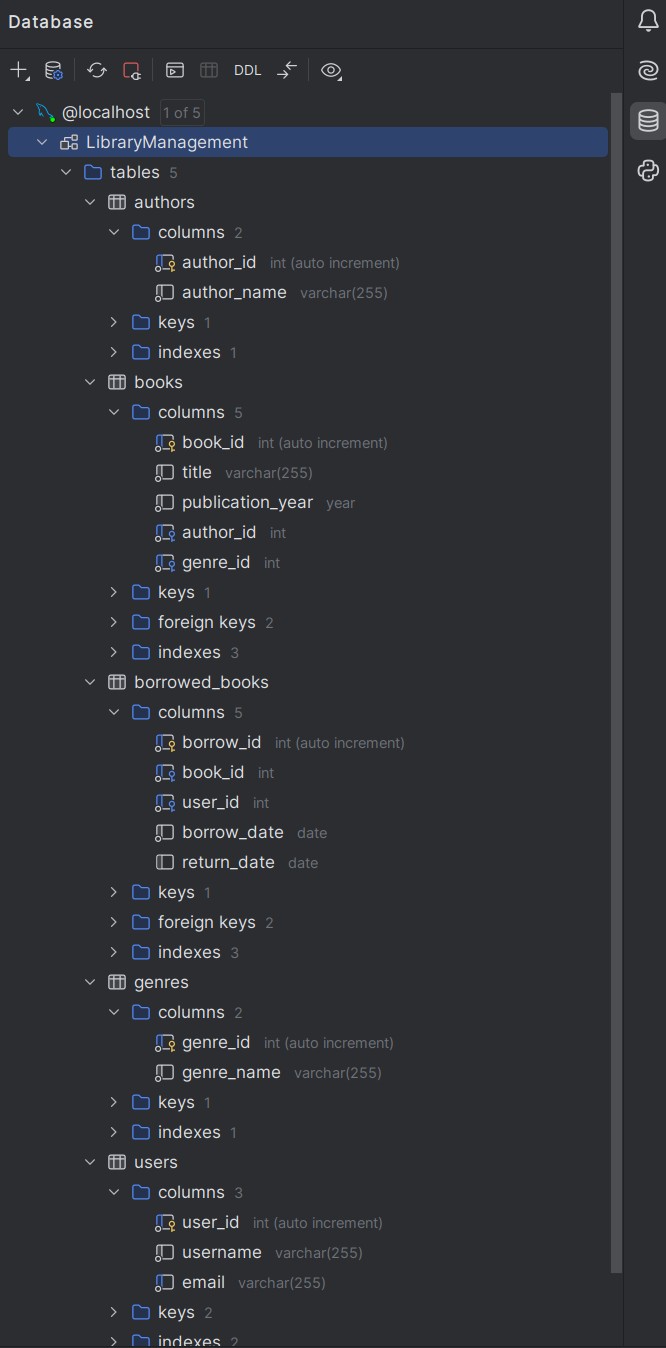 Database
DDL
@localhost 1 of 5
LibraryManagement
tables 5
authors
columns 2
author_id int (auto increment)
author_name varchar(255)
keys 1
indexes 1
books
columns 5
book_id int (auto increment)
title varchar(255)
publication_year year
author_id int
genre_id int
keys 1
foreign keys 2
indexes 3
borrowed_books
columns 5
borrow_id int (auto increment)
book_id int
user_id int
borrow_date date
return_date date
keys 1
foreign keys 2
indexes 3
genres
columns 2
genre_id int (auto increment)
genre_name varchar(255)
keys 1
indexes 1
users
columns 3
user_id int (auto increment)
username varchar(255)
email varchar(255)
keys 2
indexes 2